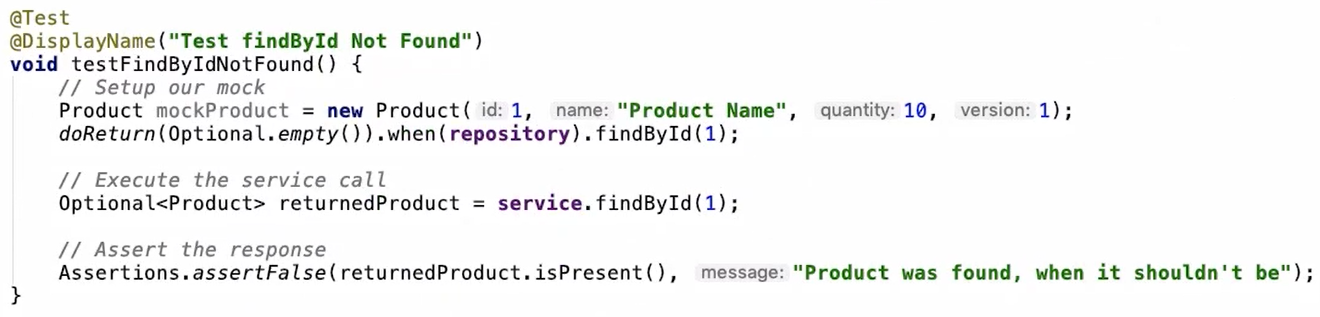 @Test
@DisplayName("Test findById Not Found")
void testFindByIdNotFound() {
// Setup our mock
Product mockProduct = new Product( id: 1, name: "Product Name", quantity: 10, version: 1);
doReturn(Optional.empty()).when(repository).findById(1);
// Execute the service call
Optional<Product> returnedProduct = service.findById(1);
// Assert the response
Assertions.assertFalse(returnedProduct.isPresent(), message: "Product was found, when it shouldn't be");
}